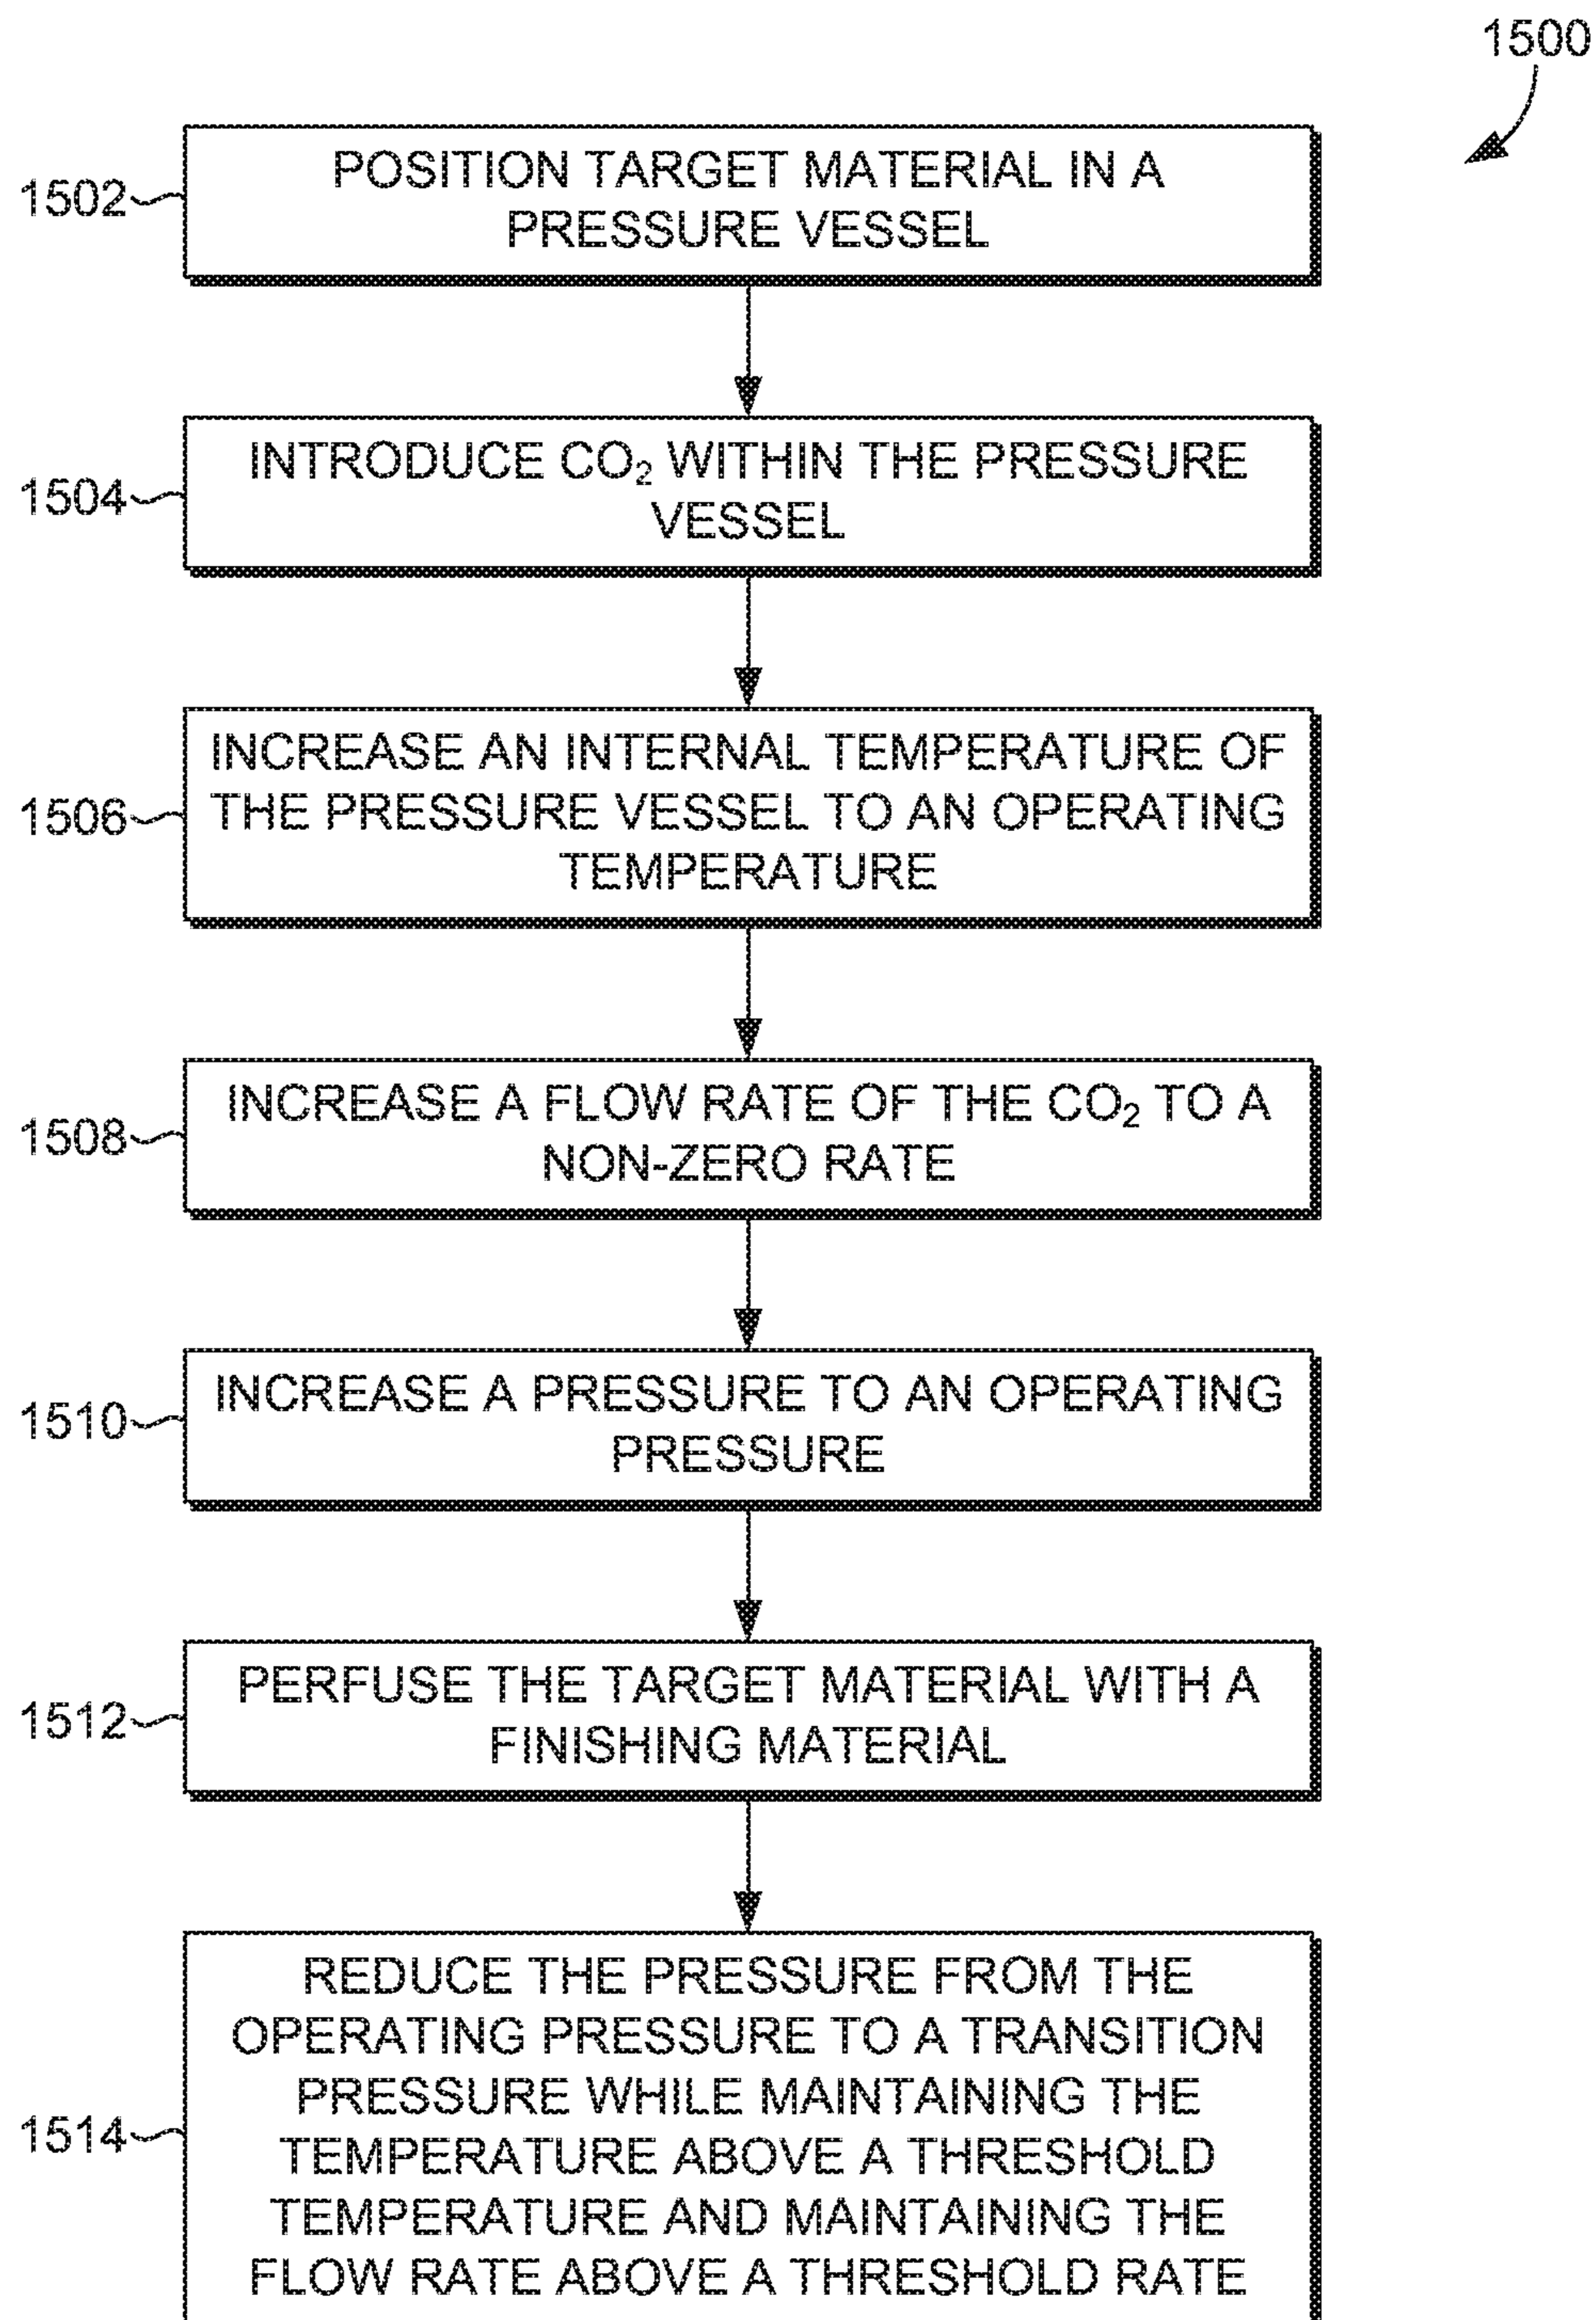 1500
1502
POSITION TARGET MATERIAL IN A
PRESSURE VESSEL
1504
INTRODUCE CO₂ WITHIN THE PRESSURE
VESSEL
1506
INCREASE AN INTERNAL TEMPERATURE OF
THE PRESSURE VESSEL TO AN OPERATING
TEMPERATURE
1508
INCREASE A FLOW RATE OF THE CO₂ TO A
NON-ZERO RATE
1510
INCREASE A PRESSURE TO AN OPERATING
PRESSURE
1512
PERFUSE THE TARGET MATERIAL WITH A
FINISHING MATERIAL
1514
REDUCE THE PRESSURE FROM THE
OPERATING PRESSURE TO A TRANSITION
PRESSURE WHILE MAINTAINING THE
TEMPERATURE ABOVE A THRESHOLD
TEMPERATURE AND MAINTAINING THE
FLOW RATE ABOVE A THRESHOLD RATE